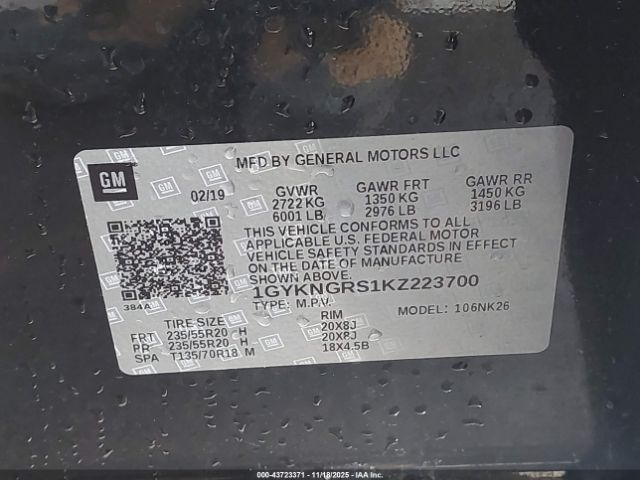 GM
MFD BY GENERAL MOTORS LLC
02/19
GVWR GAWR FRT GAWR RR
2722 KG 1350 KG 1450 KG
6001 LB 2976 LB 3196 LB
THIS VEHICLE CONFORMS TO ALL
APPLICABLE U.S. FEDERAL MOTOR
VEHICLE SAFETY STANDARDS IN EFFECT
ON THE DATE OF MANUFACTURE
SHOWN ABOVE.
384A
1GYKNGRS1KZ223700
TYPE: M.P.V. MODEL: 106NK26
TIRE SIZE RIM
FRT 235/55R20 H 20X8J
RR 235/55R20 H 20X8J
SPA T135/70R18 M 18X4.5B
000-43723371 - 11/18/2025 - IAAI.com